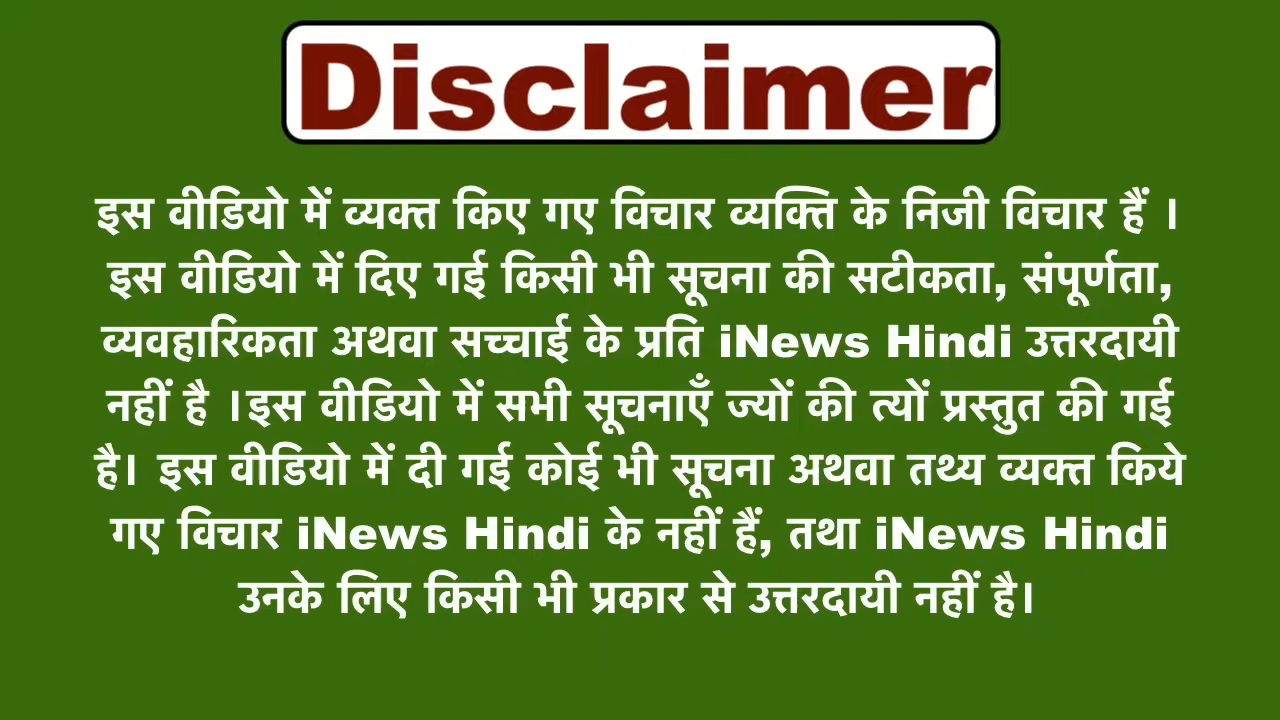 Disclaimer
इस वीडियो में व्यक्त किए गए विचार व्यक्ति के निजी विचार हैं ।
इस वीडियो में दिए गई किसी भी सूचना की सटीकता, संपूर्णता,
व्यवहारिकता अथवा सच्चाई के प्रति iNews Hindi उत्तरदायी
नहीं है ।इस वीडियो में सभी सूचनाएँ ज्यों की त्यों प्रस्तुत की गई
है। इस वीडियो में दी गई कोई भी सूचना अथवा तथ्य व्यक्त किये
गए विचार iNews Hindi के नहीं हैं, तथा iNews Hindi
उनके लिए किसी भी प्रकार से उत्तरदायी नहीं है।